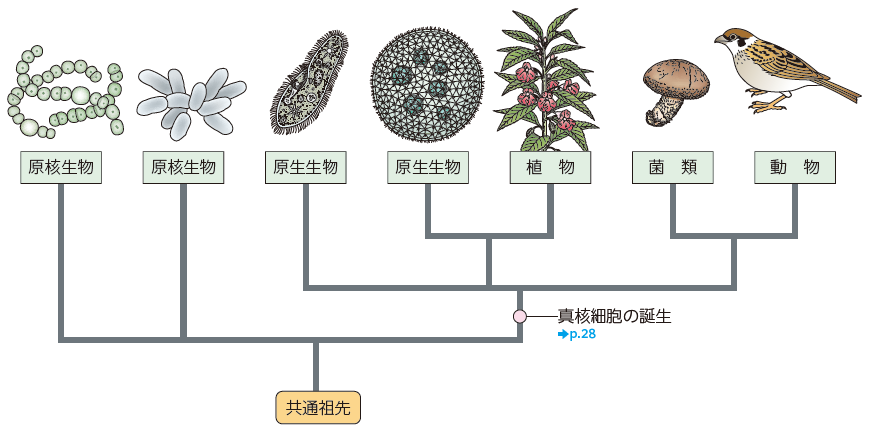 原核生物
原核生物
原生生物
原生生物
植　物
菌　類
動　物
真核細胞の誕生
➡p.28
共通祖先